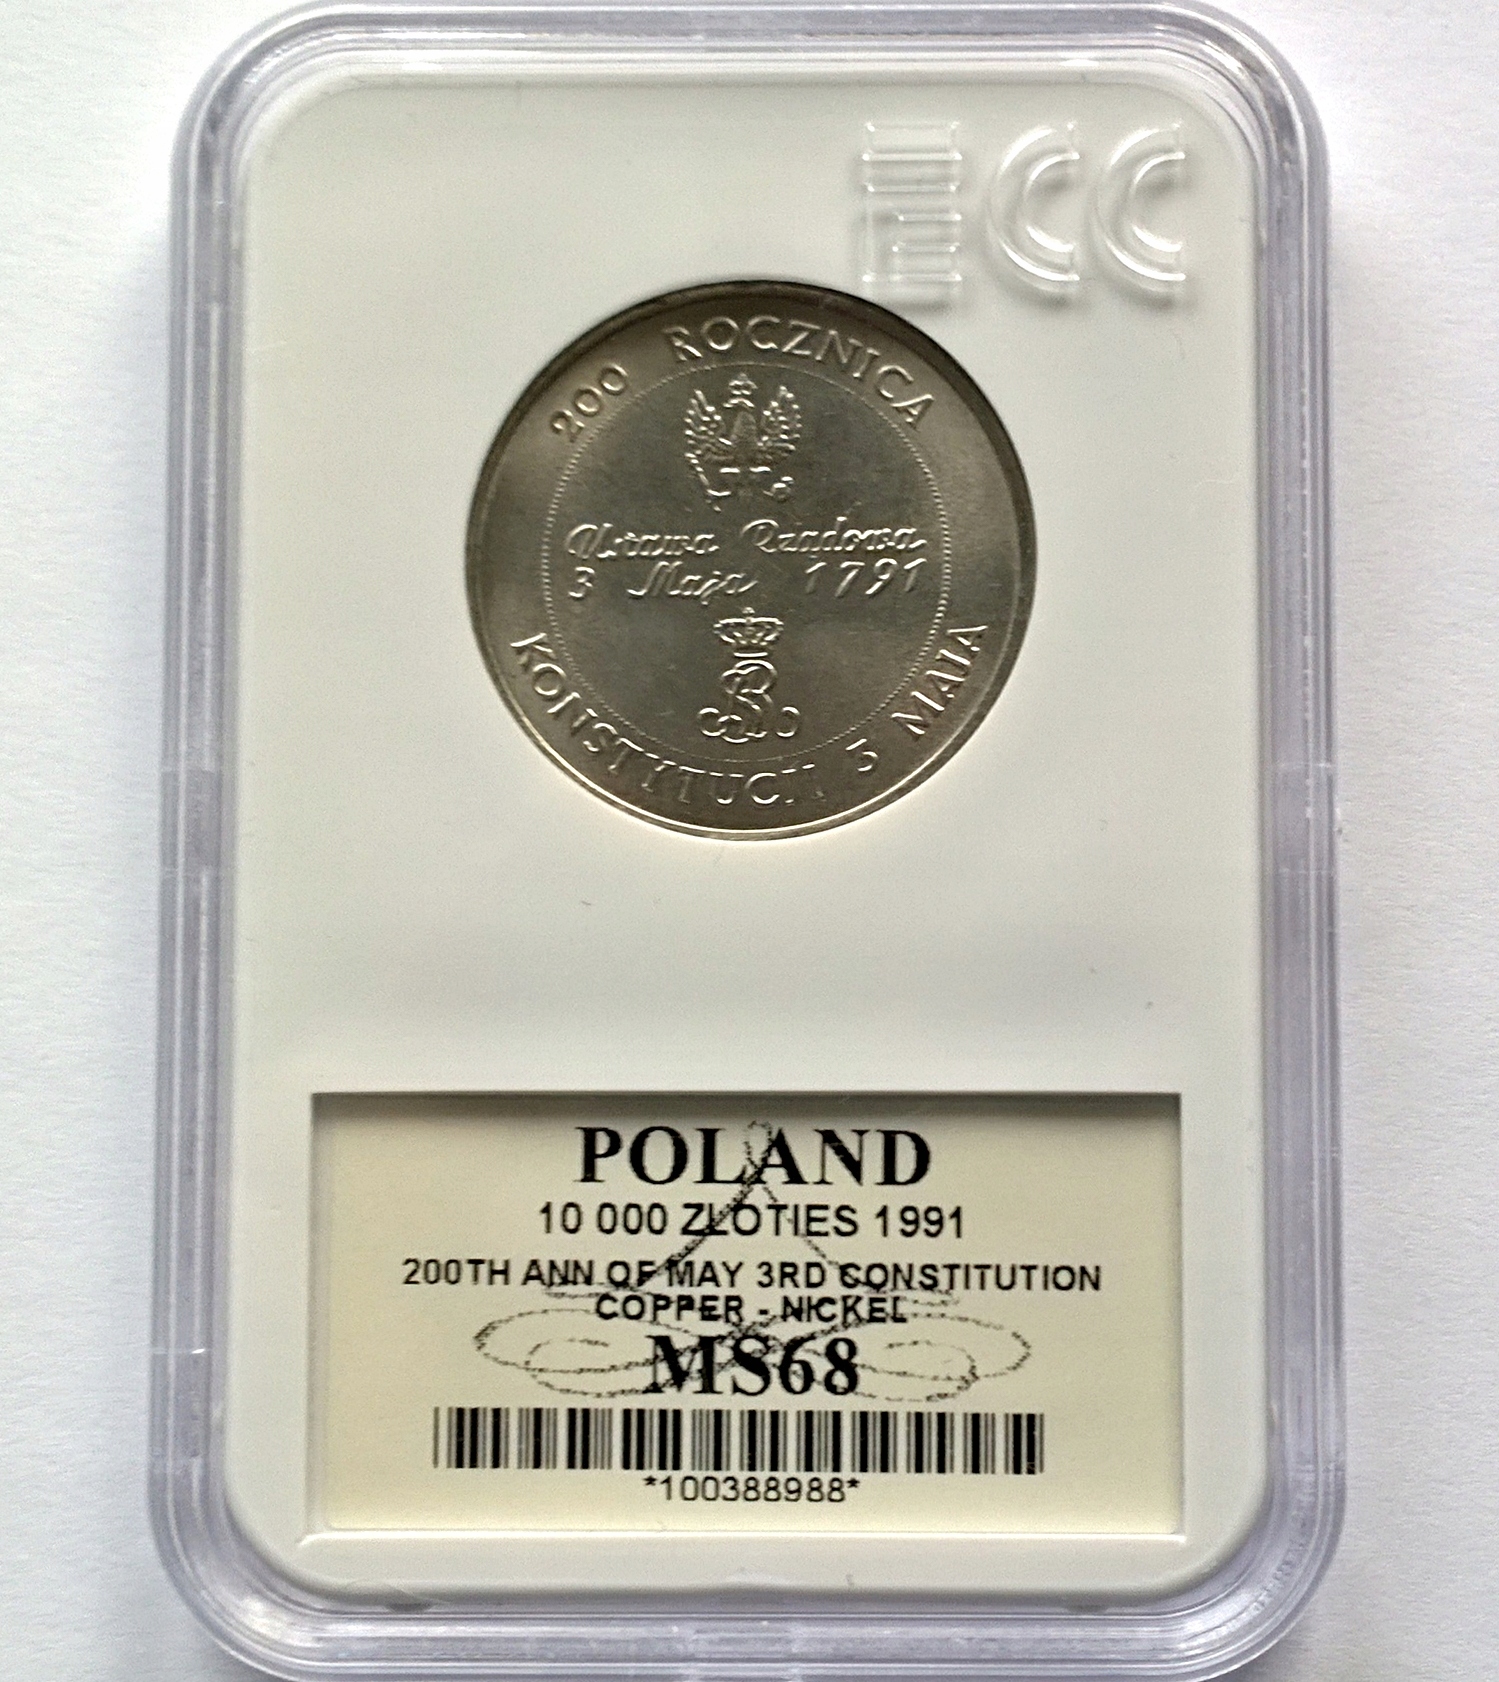 ECC
200 ROCZNICA
Ustawa Rządowa
3 Maja 1791
KONSTYTUCJI 3 MAJA
POLAND
10 000 ZLOTIES 1991
200TH ANN OF MAY 3RD CONSTITUTION
COPPER - NICKEL
MS68
*100388988*